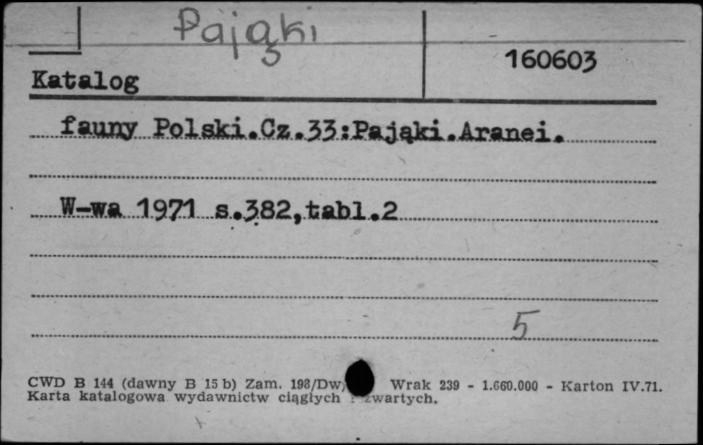 Pająki
160603
Katalog
fauny Polski.Cz.33:Pająki.Aranei.
W-wa 1971 s.382,tabl.2
5
CWD B 144 (dawny B 15 b) Zam. 198/Dw/ Wrak 239 - 1.660.000 - Karton IV.71.
Karta katalogowa wydawnictw ciągłych zwartych.